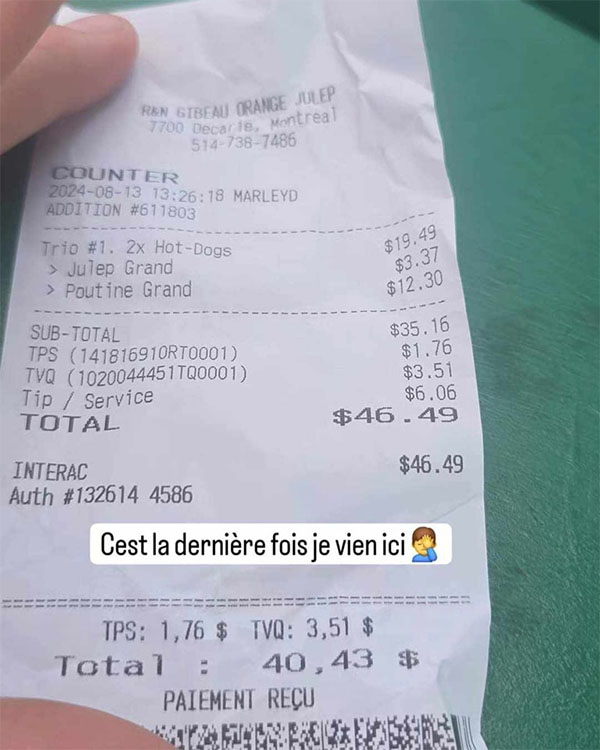 R&N GIBEAU ORANGE JULEP
7700 Decarie, Montreal
514-738-7486
COUNTER
2024-08-13 13:26:18 MARLEYD
ADDITION #611803
Trio #1. 2x Hot-Dogs $19.49
> Julep Grand $3.37
> Poutine Grand $12.30
SUB-TOTAL $35.16
TPS (141816910RT0001) $1.76
TVQ (1020044451TQ0001) $3.51
Tip / Service $6.06
TOTAL $46.49
INTERAC $46.49
Auth #132614 4586
Cest la dernière fois je vien ici 🤦‍♂️
TPS: 1,76 $ TVQ: 3,51 $
Total : 40,43 $
PAIEMENT REÇU